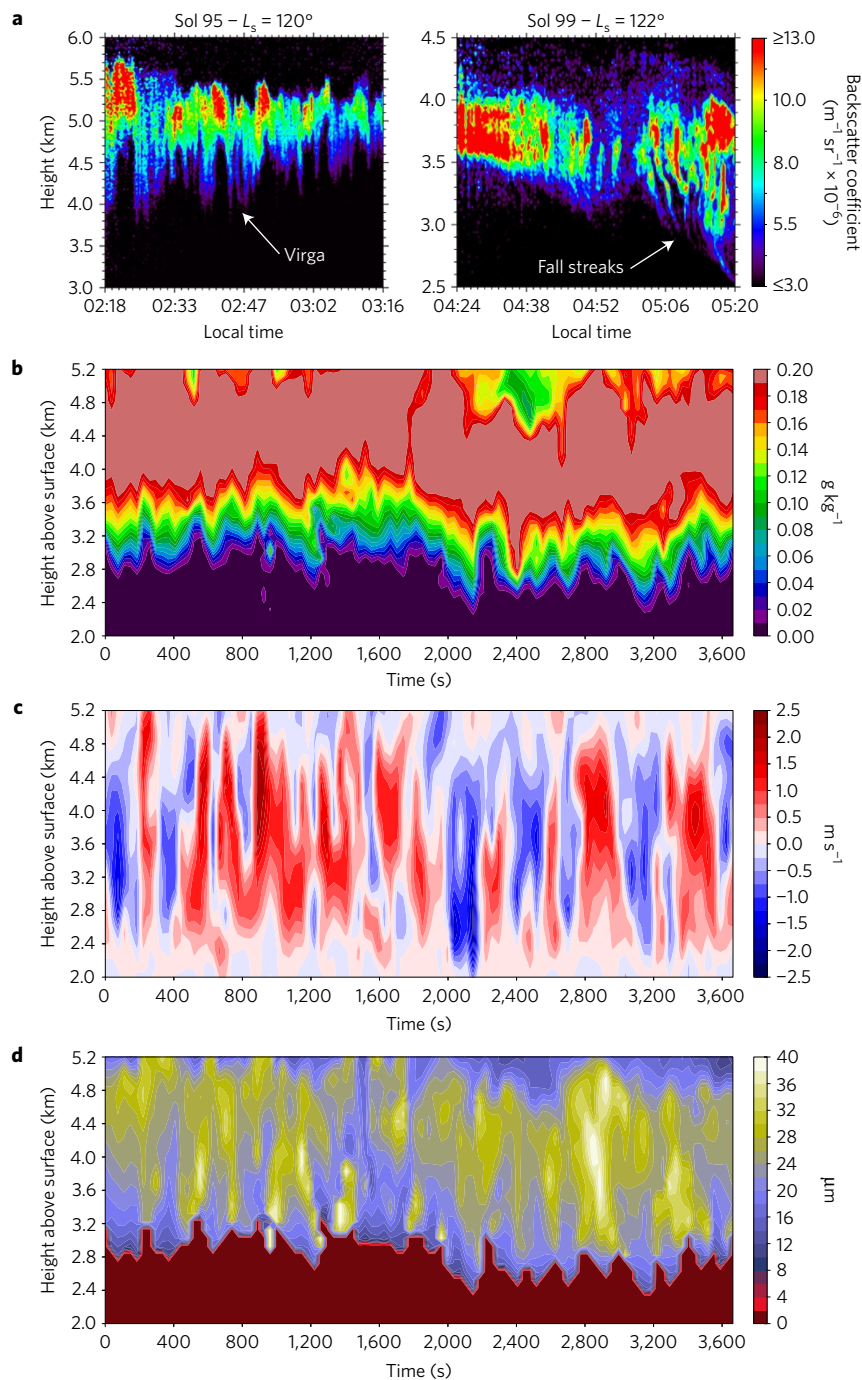 a
Sol 95 – Ls = 120°
Sol 99 – Ls = 122°
6.0
5.5
5.0
4.5
4.0
3.5
3.0
Height (km)
Virga
02:18 02:33 02:47 03:02 03:16
Local time
4.5
4.0
3.5
3.0
2.5
Fall streaks
04:24 04:38 04:52 05:06 05:20
Local time
≥13.0
10.0
8.0
5.5
≤3.0
Backscatter coefficient
(m−1 sr−1 × 10−6)
b
5.2
4.8
4.4
4.0
3.6
3.2
2.8
2.4
2.0
Height above surface (km)
0 400 800 1,200 1,600 2,000 2,400 2,800 3,200 3,600
Time (s)
0.20
0.18
0.16
0.14
0.12
0.10
0.08
0.06
0.04
0.02
0.00
g kg−1
c
5.2
4.8
4.4
4.0
3.6
3.2
2.8
2.4
2.0
Height above surface (km)
0 400 800 1,200 1,600 2,000 2,400 2,800 3,200 3,600
Time (s)
2.5
2.0
1.5
1.0
0.5
0.0
−0.5
−1.0
−1.5
−2.0
−2.5
m s−1
d
5.2
4.8
4.4
4.0
3.6
3.2
2.8
2.4
2.0
Height above surface (km)
0 400 800 1,200 1,600 2,000 2,400 2,800 3,200 3,600
Time (s)
40
36
32
28
24
20
16
12
10
8
6
4
2
0
μm